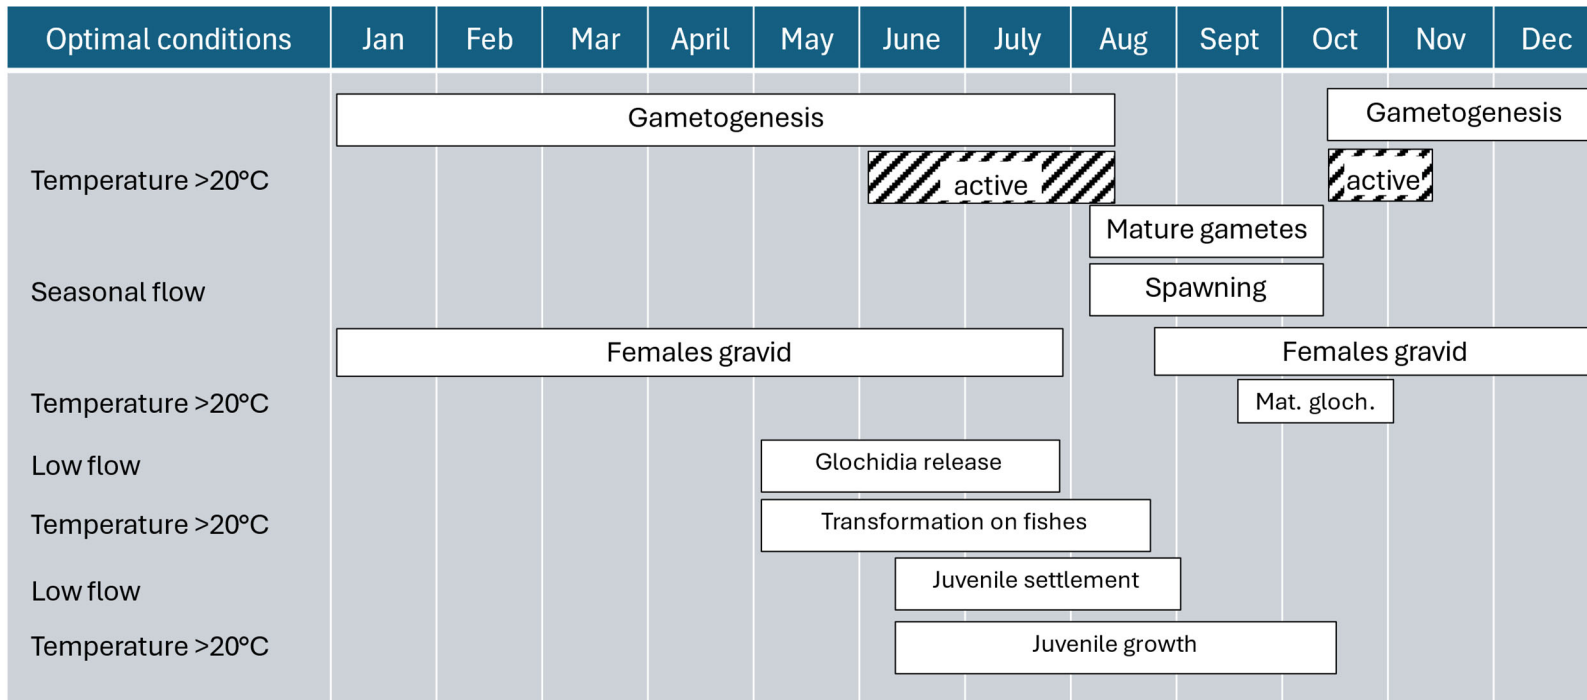 Optimal conditions Jan Feb Mar April May June July Aug Sept Oct Nov Dec
Gametogenesis Gametogenesis
Temperature >20°C active active
Mature gametes
Seasonal flow Spawning
Females gravid Females gravid
Temperature >20°C Mat. gloch.
Low flow Glochidia release
Temperature >20°C Transformation on fishes
Low flow Juvenile settlement
Temperature >20°C Juvenile growth